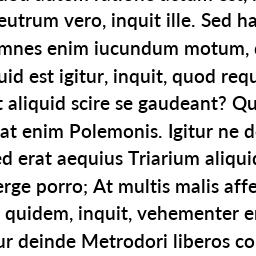 eutrum vero, inquit ille. Sed ha
mnes enim iucundum motum,
uid est igitur, inquit, quod requ
t aliquid scire se gaudeant? Qu
at enim Polemonis. Igitur ne d
ed erat aequius Triarium aliqui
erge porro; At multis malis affe
quidem, inquit, vehementer e
ur deinde Metrodori liberos co